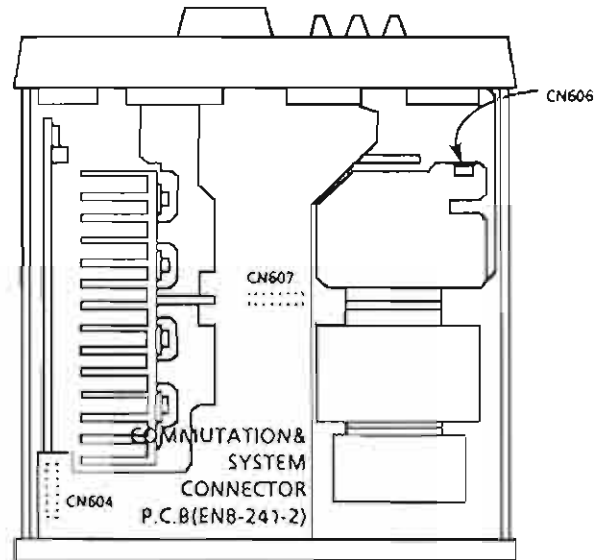 CN606
CN607
COMMUTATION&
SYSTEM
CONNECTOR
P.C.B(EN8-241-2)
CN604